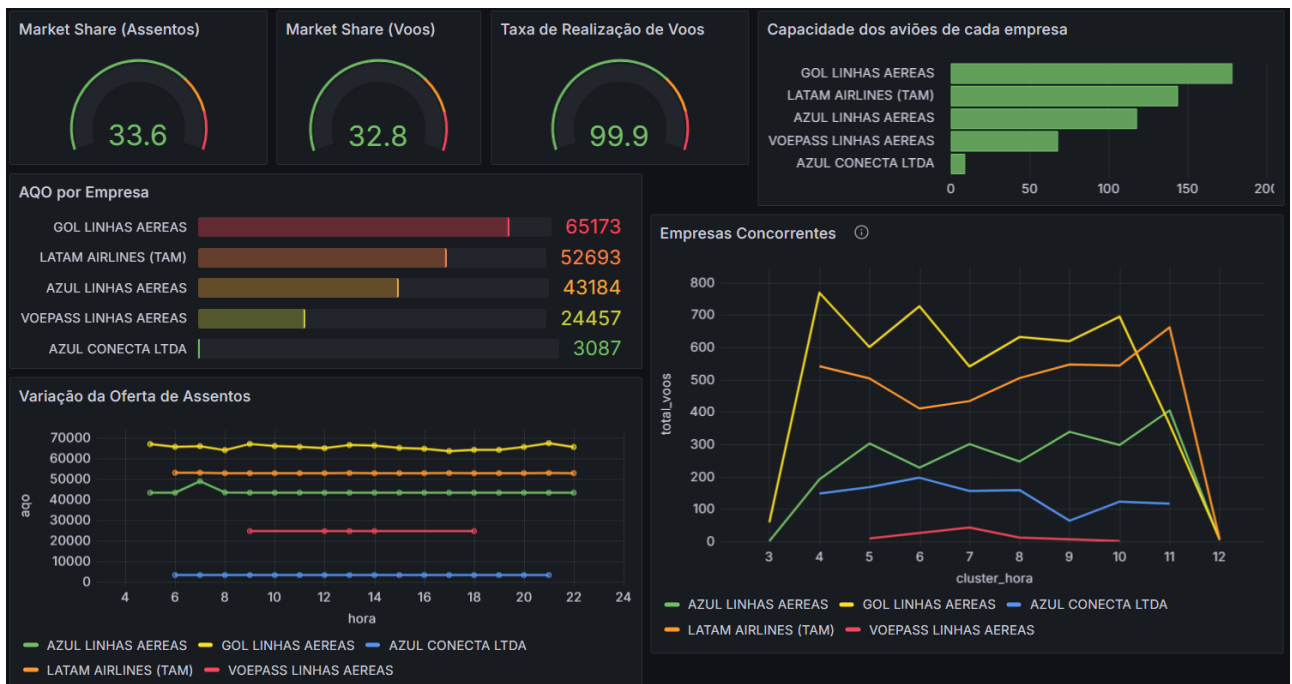 Market Share (Assentos)
33.6
Market Share (Voos)
32.8
Taxa de Realização de Voos
99.9
Capacidade dos aviões de cada empresa
GOL LINHAS AEREAS
LATAM AIRLINES (TAM)
AZUL LINHAS AEREAS
VOEPASS LINHAS AEREAS
AZUL CONECTA LTDA
0 50 100 150 200
AQO por Empresa
GOL LINHAS AEREAS 65173
LATAM AIRLINES (TAM) 52693
AZUL LINHAS AEREAS 43184
VOEPASS LINHAS AEREAS 24457
AZUL CONECTA LTDA 3087
Variação da Oferta de Assentos
aqo
70000
60000
50000
40000
30000
20000
10000
0
4 6 8 10 12 14 16 18 20 22 24
hora
AZUL LINHAS AEREAS GOL LINHAS AEREAS AZUL CONECTA LTDA
LATAM AIRLINES (TAM) VOEPASS LINHAS AEREAS
Empresas Concorrentes
total_voos
800
700
600
500
400
300
200
100
0
3 4 5 6 7 8 9 10 11 12
cluster_hora
AZUL LINHAS AEREAS GOL LINHAS AEREAS AZUL CONECTA LTDA
LATAM AIRLINES (TAM) VOEPASS LINHAS AEREAS